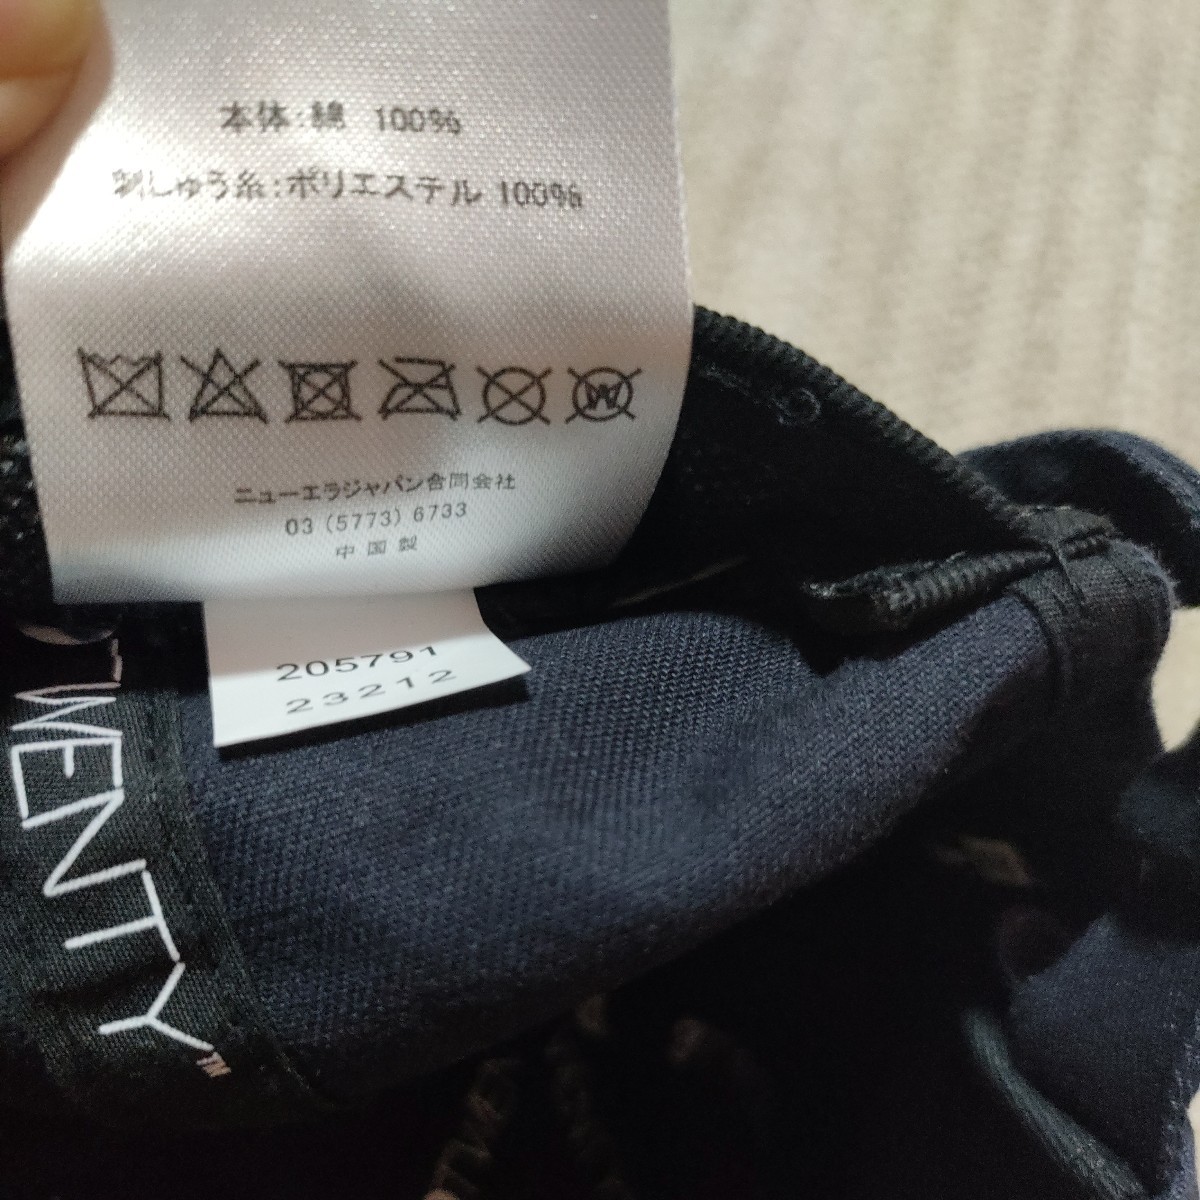 本体:綿 100%
刺しゅう糸:ポリエステル 100%
W
ニューエラジャパン合同会社
03 (5773) 6733
中国製
205791
23212
TWENTY™